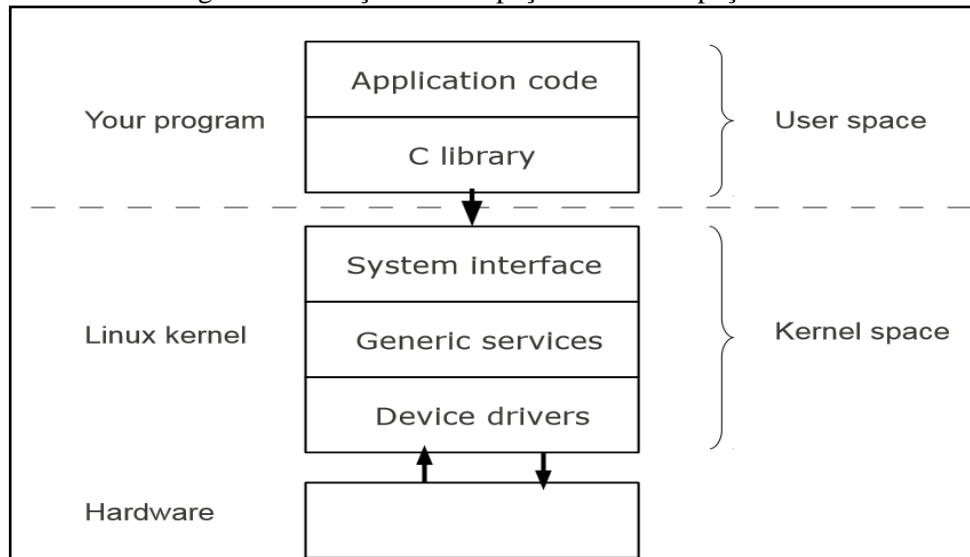 Application code
Your program
User space
C library
System interface
Linux kernel
Generic services
Kernel space
Device drivers
Hardware